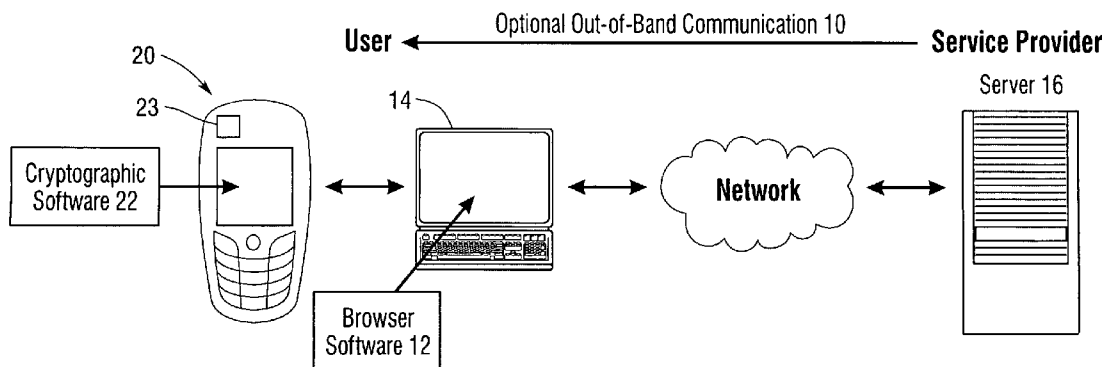 Optional Out-of-Band Communication 10
User
Service Provider
Server 16
20
23
14
Cryptographic
Software 22
Network
Browser
Software 12